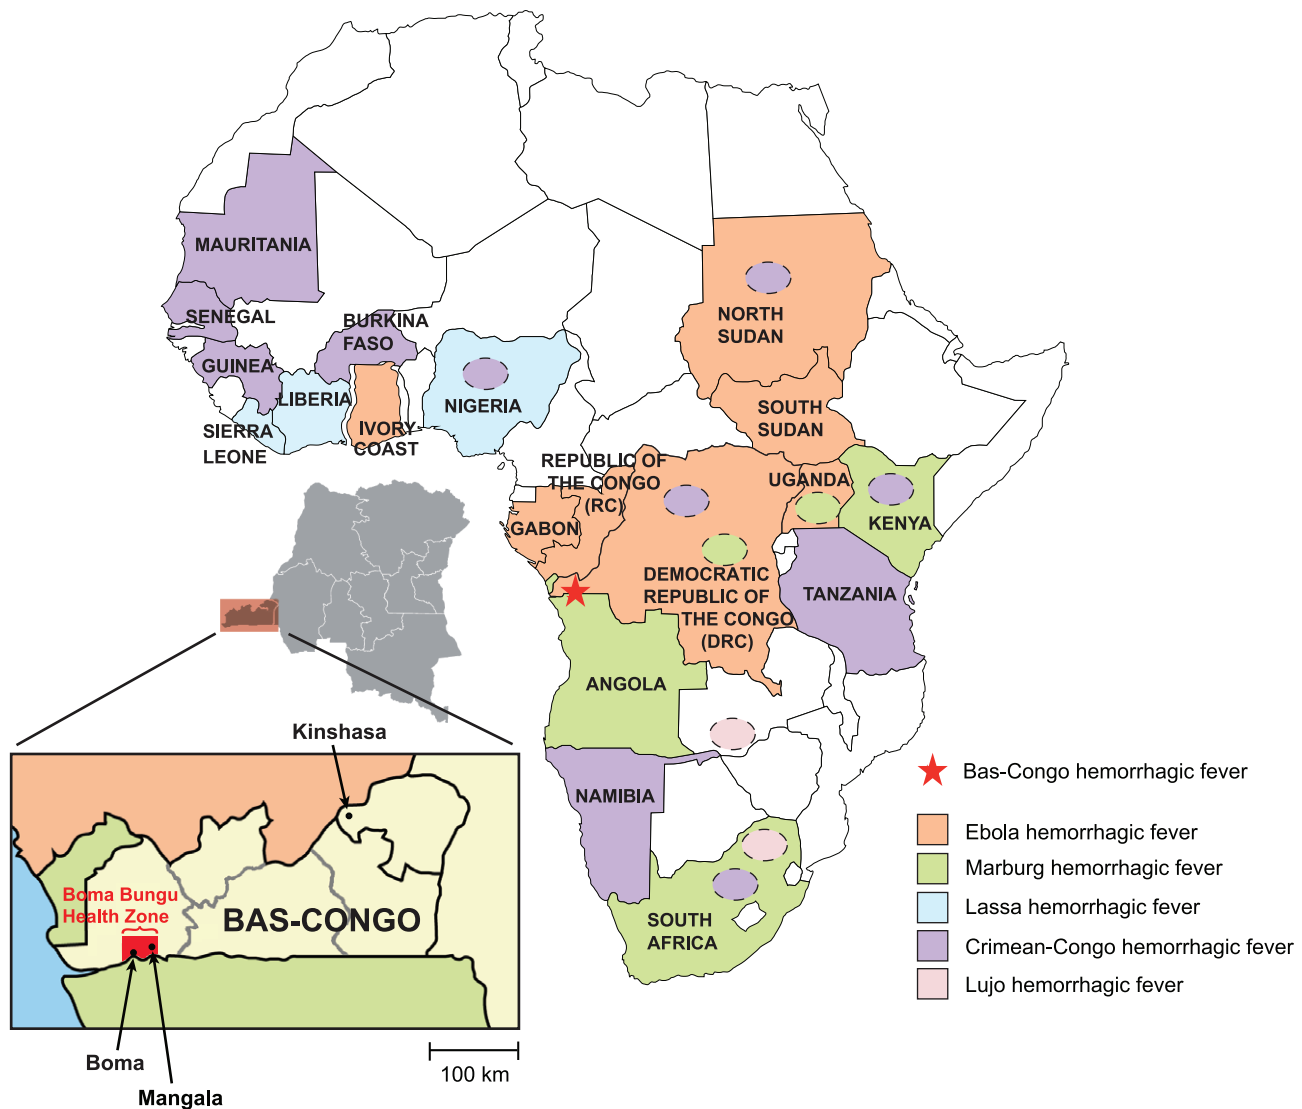 MAURITANIA
SENEGAL
BURKINA
FASO
GUINEA
LIBERIA
SIERRA
LEONE
IVORY
COAST
NIGERIA
NORTH
SUDAN
SOUTH
SUDAN
REPUBLIC OF
THE CONGO
(RC)
UGANDA
KENYA
GABON
DEMOCRATIC
REPUBLIC OF
THE CONGO
(DRC)
TANZANIA
ANGOLA
NAMIBIA
SOUTH
AFRICA
Kinshasa
Boma Bungu
Health Zone
BAS-CONGO
Boma
Mangala
100 km
Bas-Congo hemorrhagic fever
Ebola hemorrhagic fever
Marburg hemorrhagic fever
Lassa hemorrhagic fever
Crimean-Congo hemorrhagic fever
Lujo hemorrhagic fever